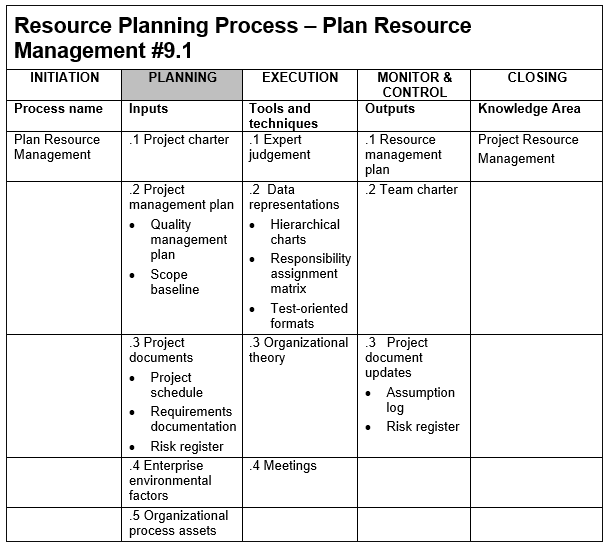 Resource Planning Process – Plan Resource
Management #9.1
INITIATION
PLANNING
EXECUTION
MONITOR &
CONTROL
CLOSING
Process name
Inputs
Tools and
techniques
Outputs
Knowledge Area
Plan Resource
Management
.1 Project charter
.1 Expert
judgement
.1 Resource
management
plan
Project Resource
Management
.2 Project
management plan
• Quality
management
plan
• Scope
baseline
.2 Data
representations
• Hierarchical
charts
• Responsibility
assignment
matrix
• Test-oriented
formats
.2 Team charter
.3 Project
documents
• Project
schedule
• Requirements
documentation
• Risk register
.3 Organizational
theory
.3 Project
document
updates
• Assumption
log
• Risk register
.4 Enterprise
environmental
factors
.4 Meetings
.5 Organizational
process assets